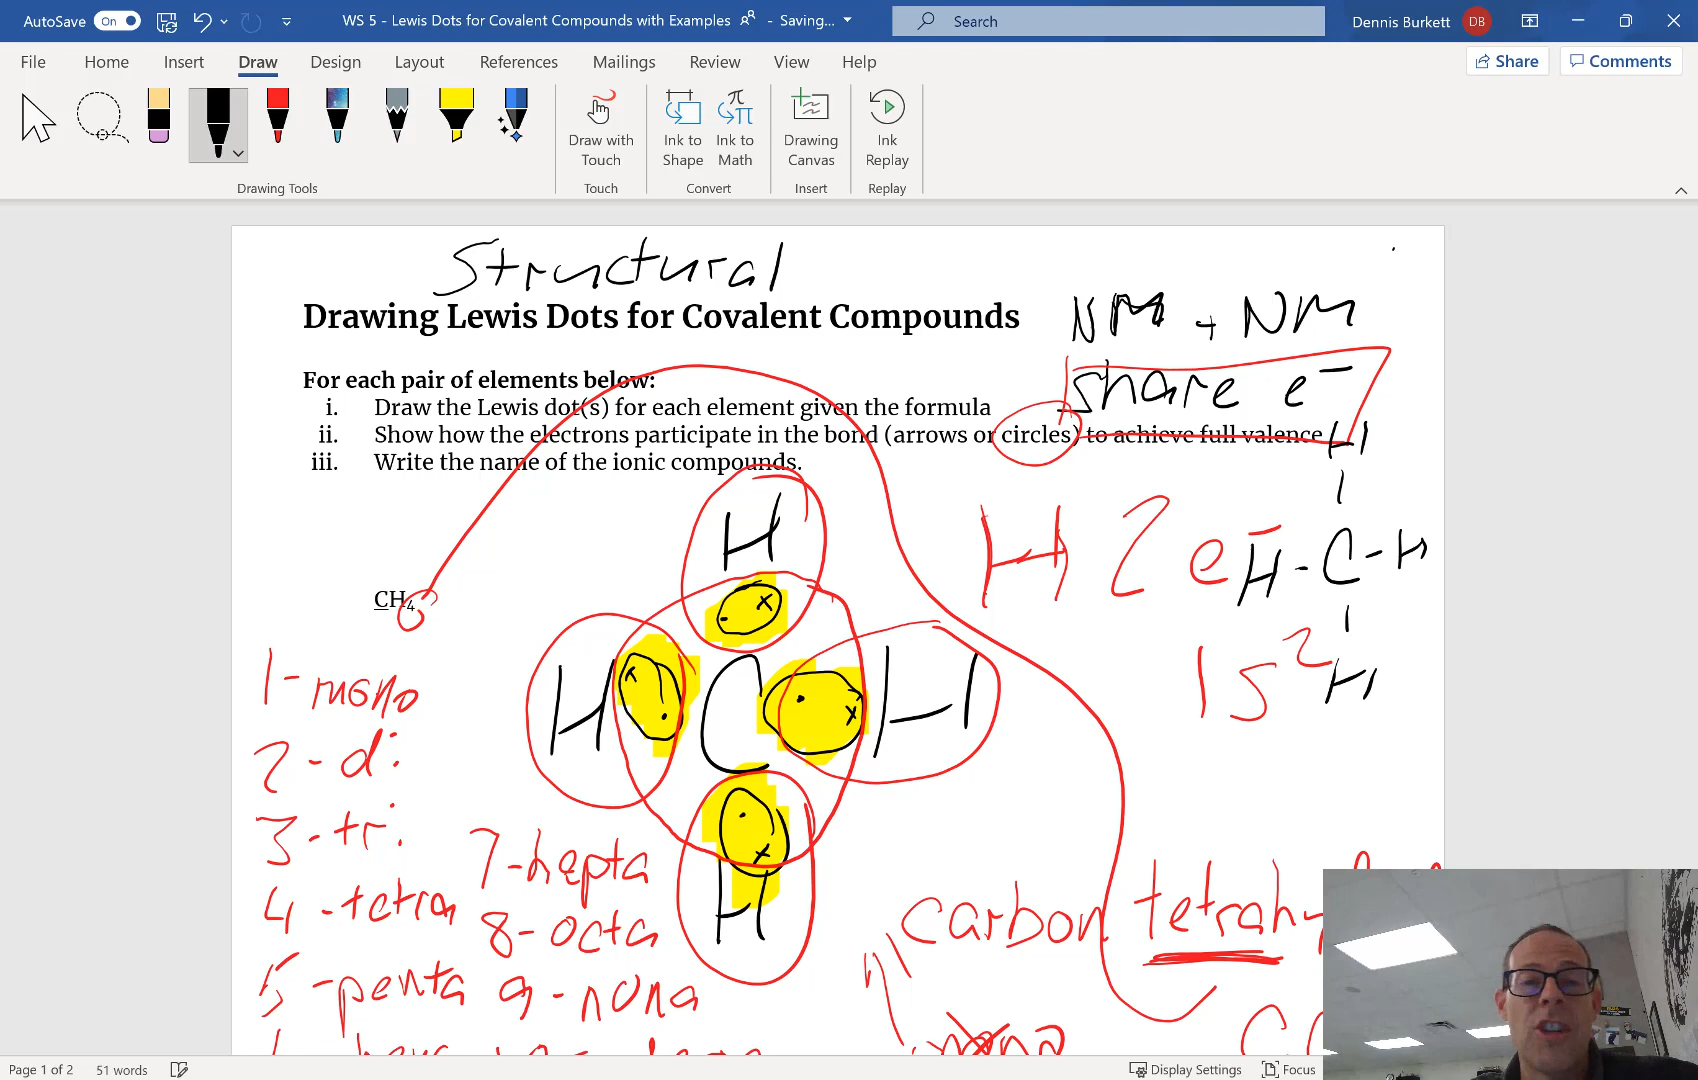 AutoSave On WS 5 - Lewis Dots for Covalent Compounds with Examples - Saving... Search Dennis Burkett DB
File Home Insert Draw Design Layout References Mailings Review View Help Share Comments
Draw with Touch
Ink to Shape
Ink to Math
Drawing Canvas
Ink Replay
Drawing Tools Touch Convert Insert Replay
Structural
Drawing Lewis Dots for Covalent Compounds
NM + NM
share e⁻
For each pair of elements below:
i. Draw the Lewis dot(s) for each element given the formula
ii. Show how the electrons participate in the bond (arrows or circles) to achieve full valence
iii. Write the name of the ionic compounds.
H
H
H 2 e⁻
H-C-H
H
1s²
CH₄
x
H x C x H
x
H
1-mono
2-di
3-tri
4-tetra
5-penta
7-hepta
8-octa
9-nona
carbon tetrah
Page 1 of 2 51 words Display Settings Focus